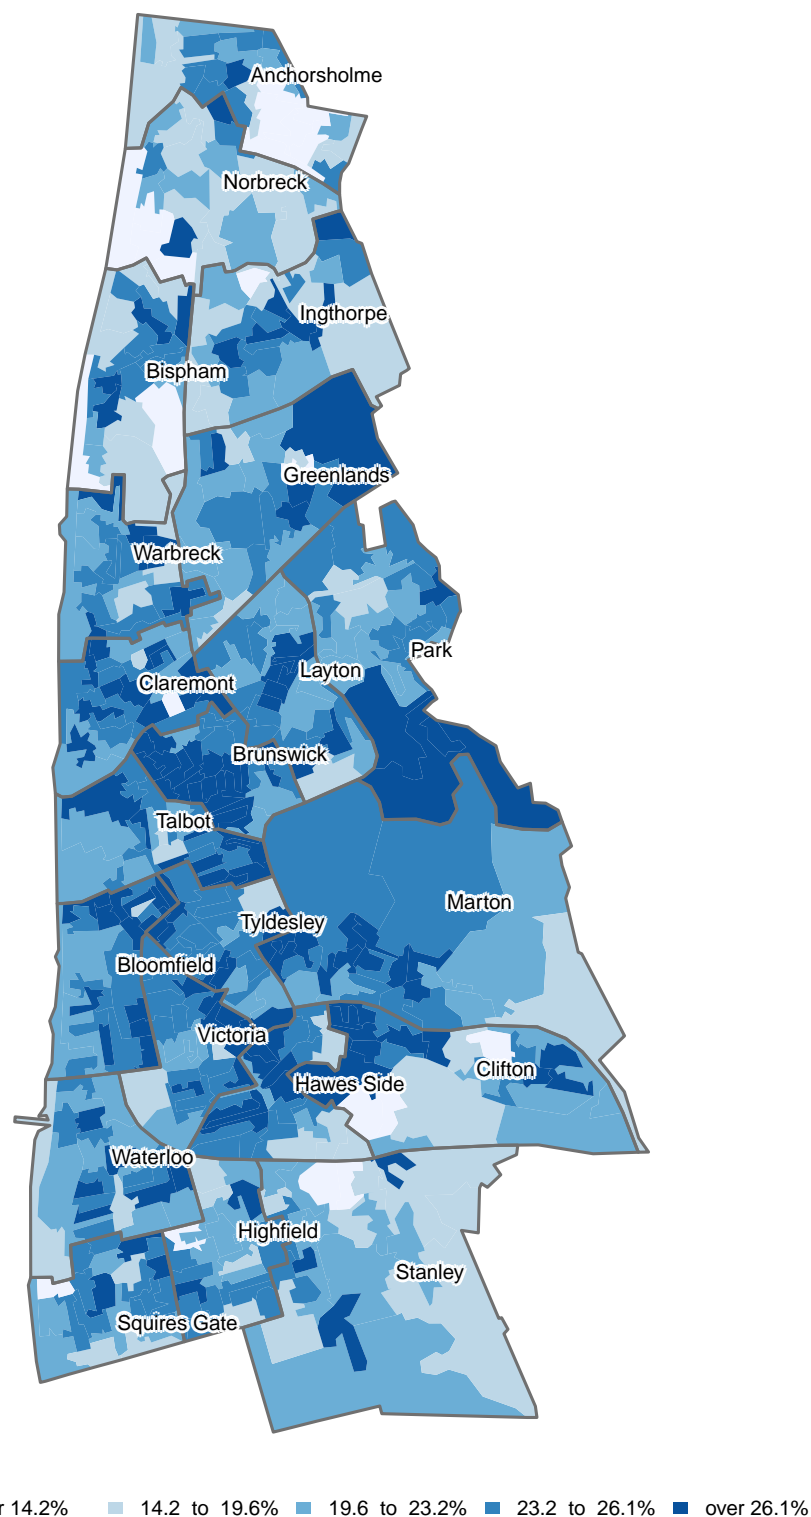 Anchorsholme
Norbreck
Ingthorpe
Bispham
Greenlands
Warbreck
Park
Layton
Claremont
Brunswick
Talbot
Marton
Tyldesley
Bloomfield
Victoria
Clifton
Hawes Side
Waterloo
Highfield
Stanley
Squires Gate
14.2% 14.2 to 19.6% 19.6 to 23.2% 23.2 to 26.1% over 26.1%